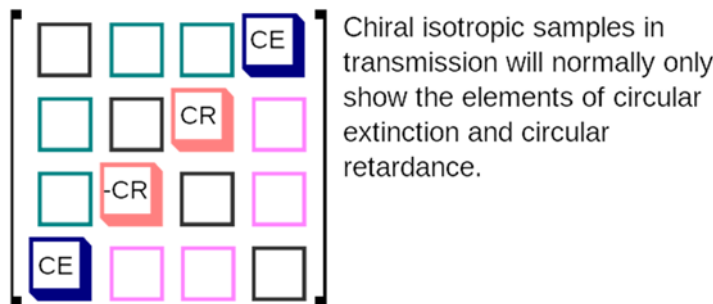 CE
CR
-CR
CE
Chiral isotropic samples in
transmission will normally only
show the elements of circular
extinction and circular
retardance.